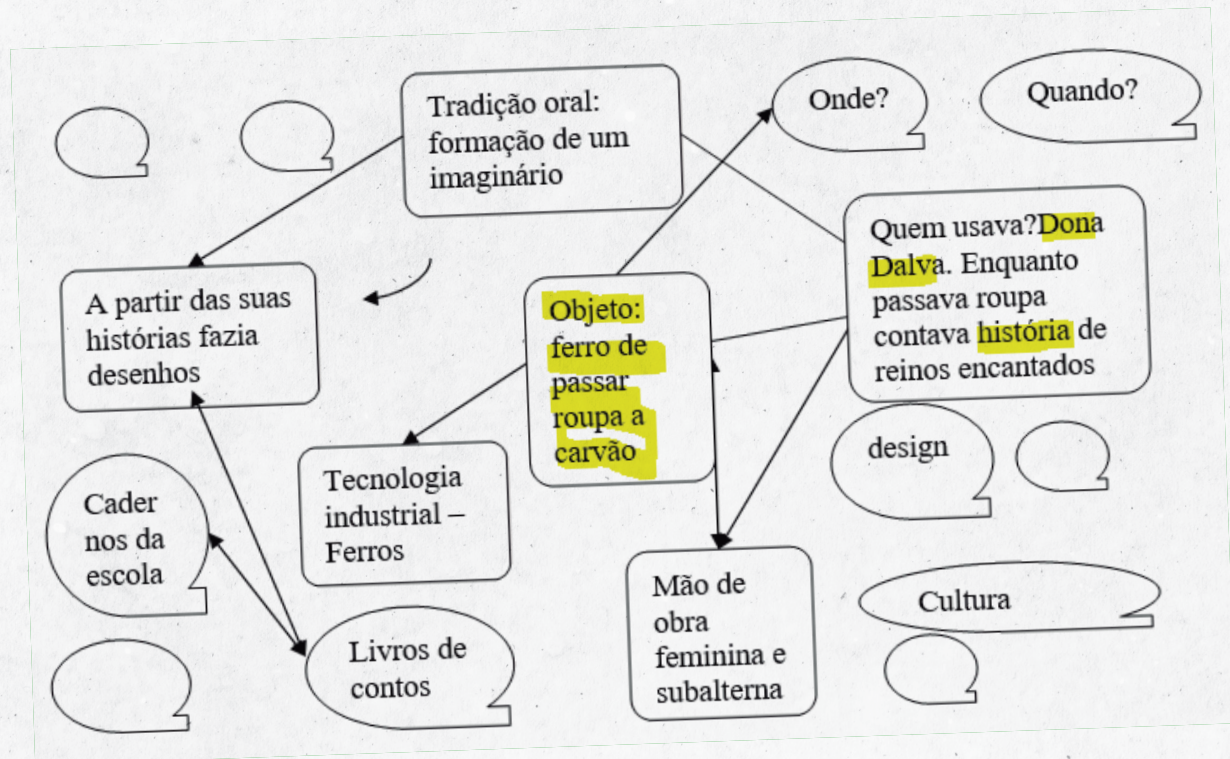 Tradição oral:
formação de um
imaginário
Onde?
Quando?
Quem usava?Dona
Dalva. Enquanto
passava roupa
contava história de
reinos encantados
A partir das suas
histórias fazia
desenhos
Objeto:
ferro de
passar
roupa a
carvão
design
Tecnologia
industrial –
Ferros
Cader
nos da
escola
Mão de
obra
feminina e
subalterna
Cultura
Livros de
contos